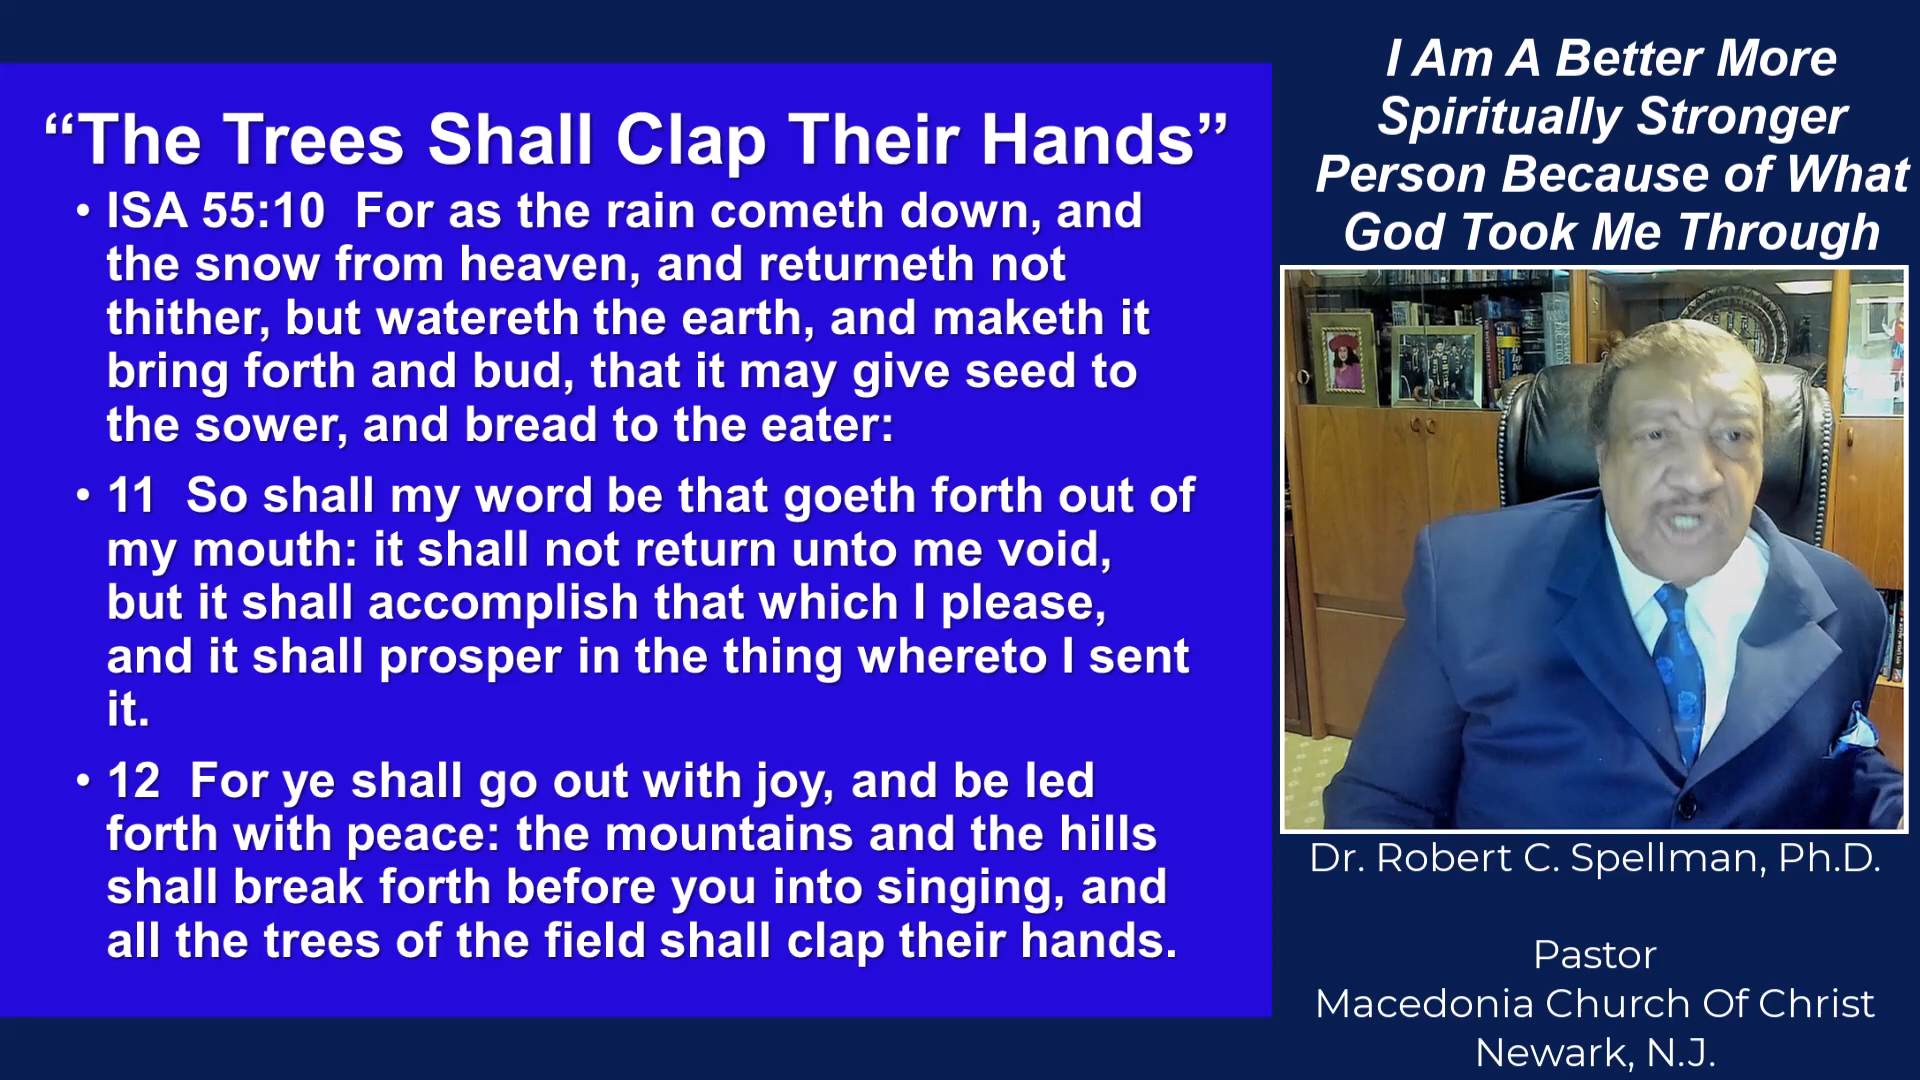 “The Trees Shall Clap Their Hands”
• ISA 55:10  For as the rain cometh down, and
the snow from heaven, and returneth not
thither, but watereth the earth, and maketh it
bring forth and bud, that it may give seed to
the sower, and bread to the eater:
• 11  So shall my word be that goeth forth out of
my mouth: it shall not return unto me void,
but it shall accomplish that which I please,
and it shall prosper in the thing whereto I sent
it.
• 12  For ye shall go out with joy, and be led
forth with peace: the mountains and the hills
shall break forth before you into singing, and
all the trees of the field shall clap their hands.
I Am A Better More
Spiritually Stronger
Person Because of What
God Took Me Through
Dr. Robert C. Spellman, Ph.D.
Pastor
Macedonia Church Of Christ
Newark, N.J.